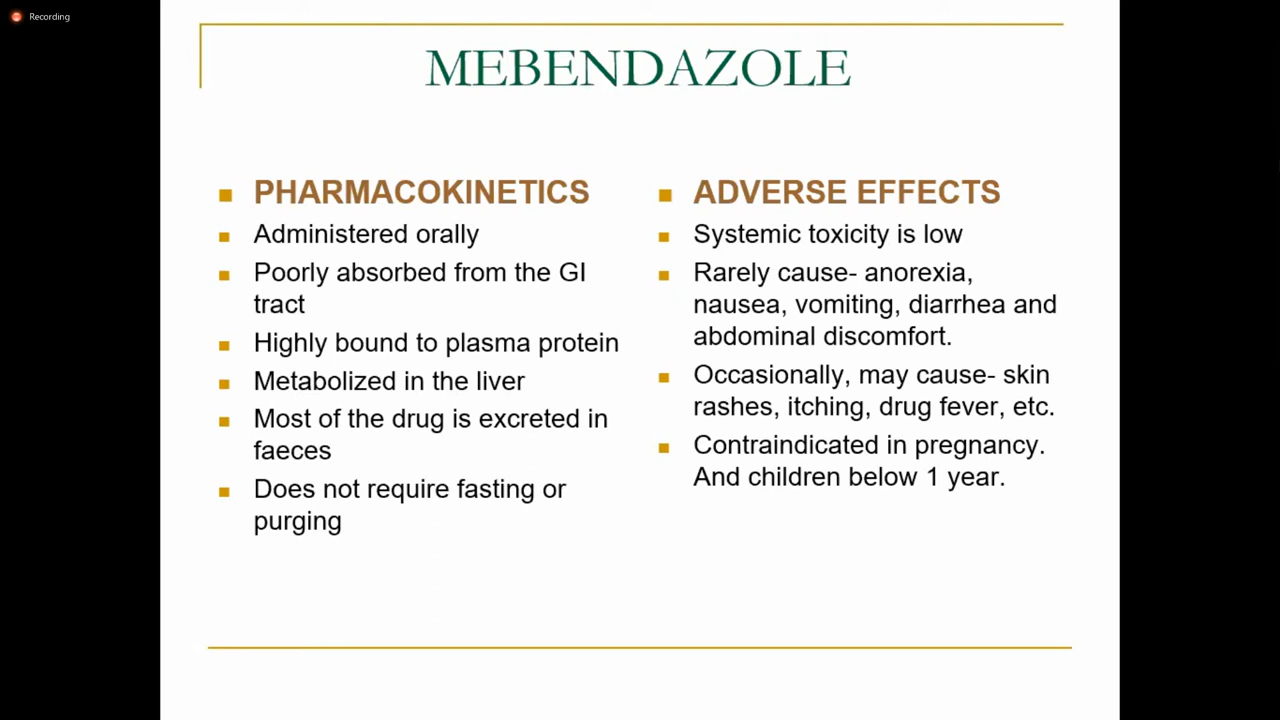 Recording
MEBENDAZOLE
PHARMACOKINETICS
Administered orally
Poorly absorbed from the GI
tract
Highly bound to plasma protein
Metabolized in the liver
Most of the drug is excreted in
faeces
Does not require fasting or
purging
ADVERSE EFFECTS
Systemic toxicity is low
Rarely cause- anorexia,
nausea, vomiting, diarrhea and
abdominal discomfort.
Occasionally, may cause- skin
rashes, itching, drug fever, etc.
Contraindicated in pregnancy.
And children below 1 year.